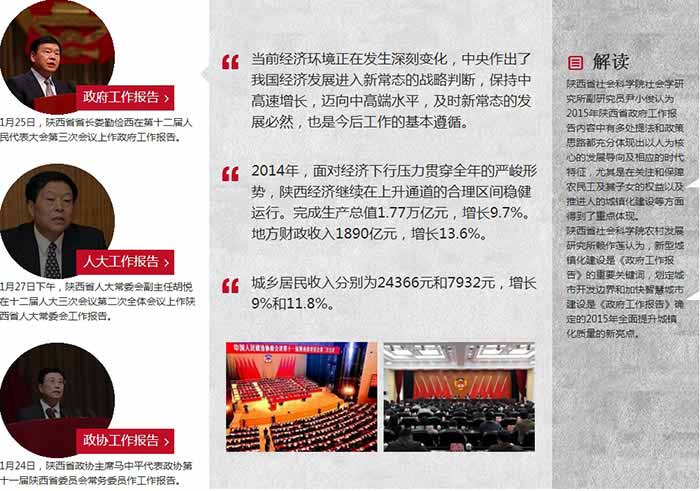 政府工作报告 >
1月25日，陕西省省长娄勤俭西在第十二届人
民代表大会第三次会议上作政府工作报告。
人大工作报告 >
1月27日下午，陕西省人大常委会副主任胡悦
在十二届人大三次会议第二次全体会议上作陕
西省人大常委会工作报告。
政协工作报告 >
1月24日，陕西省政协主席马中平代表政协第
十一届陕西省委员会常务委员作工作报告。
当前经济环境正在发生深刻变化，中央作出了
我国经济发展进入新常态的战略判断，保持中
高速增长，迈向中高端水平，及时新常态的发
展必然，也是今后工作的基本遵循。
2014年，面对经济下行压力贯穿全年的严峻形
势，陕西经济继续在上升通道的合理区间稳健
运行。完成生产总值1.77万亿元，增长9.7%。
地方财政收入1890亿元，增长13.6%。
城乡居民收入分别为24366元和7932元，增长
9%和11.8%。
解读
陕西省社会科学院社会学研
究所副研究员尹小俊认为
2015年陕西省政府工作报
告内容中有多处提法和政策
思路都充分体现出以人为核
心的发展导向及相应的时代
特征，尤其是在关注和保障
农民工及其子女的权益以及
推进人的城镇化建设等方面
得到了重点体现。
陕西省社会科学院农村发展
研究所赖作莲认为，新型城
镇化建设是《政府工作报
告》的重要关键词，划定城
市开发边界和加快智慧城市
建设是《政府工作报告》确
定的2015年全面提升城镇
化质量的新亮点。